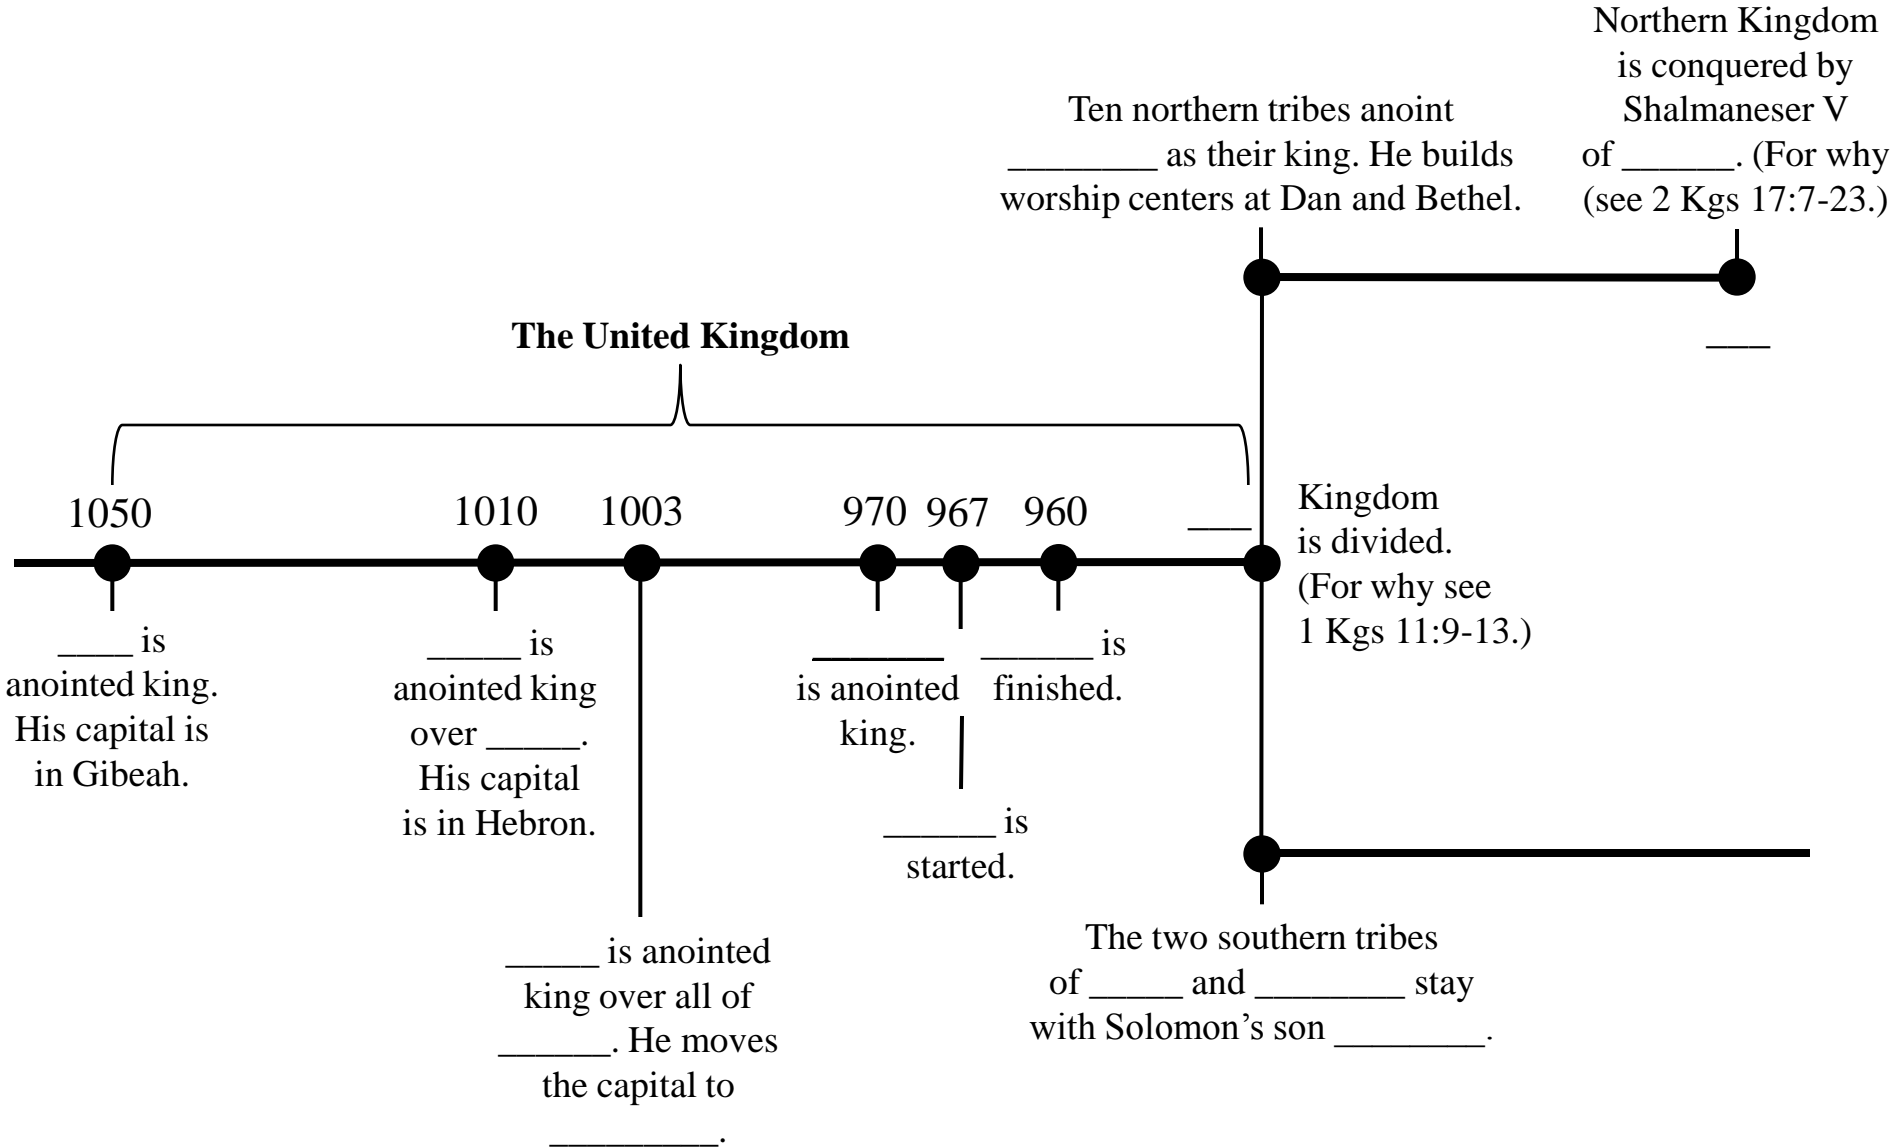 Northern Kingdom
is conquered by
Shalmaneser V
of ______. (For why
(see 2 Kgs 17:7-23.)
Ten northern tribes anoint
________ as their king. He builds
worship centers at Dan and Bethel.
___
The United Kingdom
1050
1010
1003
970
967
960
___
Kingdom
is divided.
(For why see
1 Kgs 11:9-13.)
____ is
anointed king.
His capital is
in Gibeah.
_____ is
anointed king
over _____.
His capital
is in Hebron.
_____ is anointed
king over all of
______. He moves
the capital to
_________.
_______
is anointed
king.
______ is
started.
______ is
finished.
The two southern tribes
of _____ and ________ stay
with Solomon’s son ________.